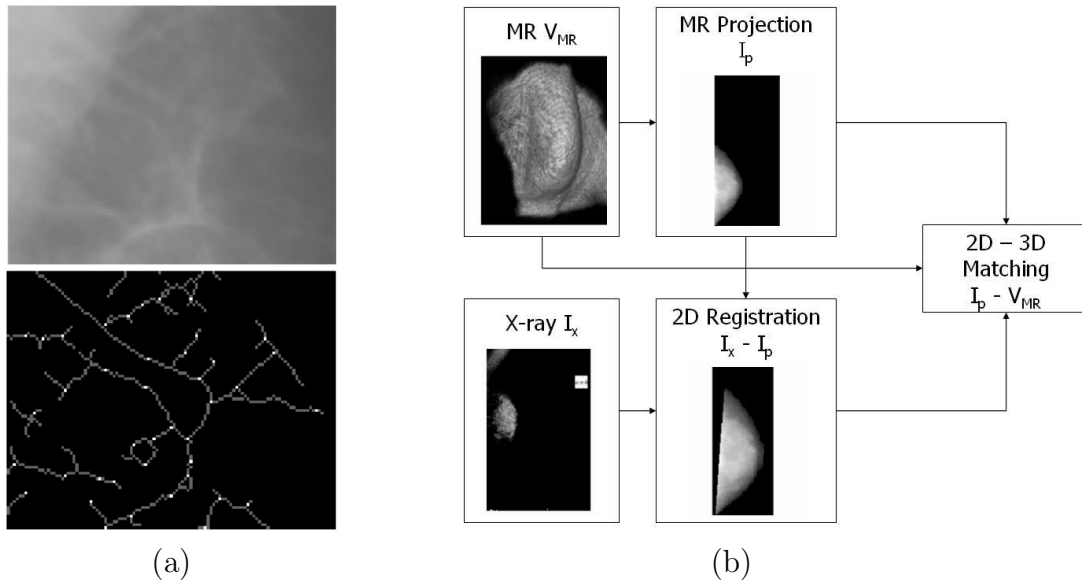 MR V_MR
MR Projection
I_p
2D – 3D
Matching
I_p - V_MR
X-ray I_x
2D Registration
I_x - I_p
(a)
(b)